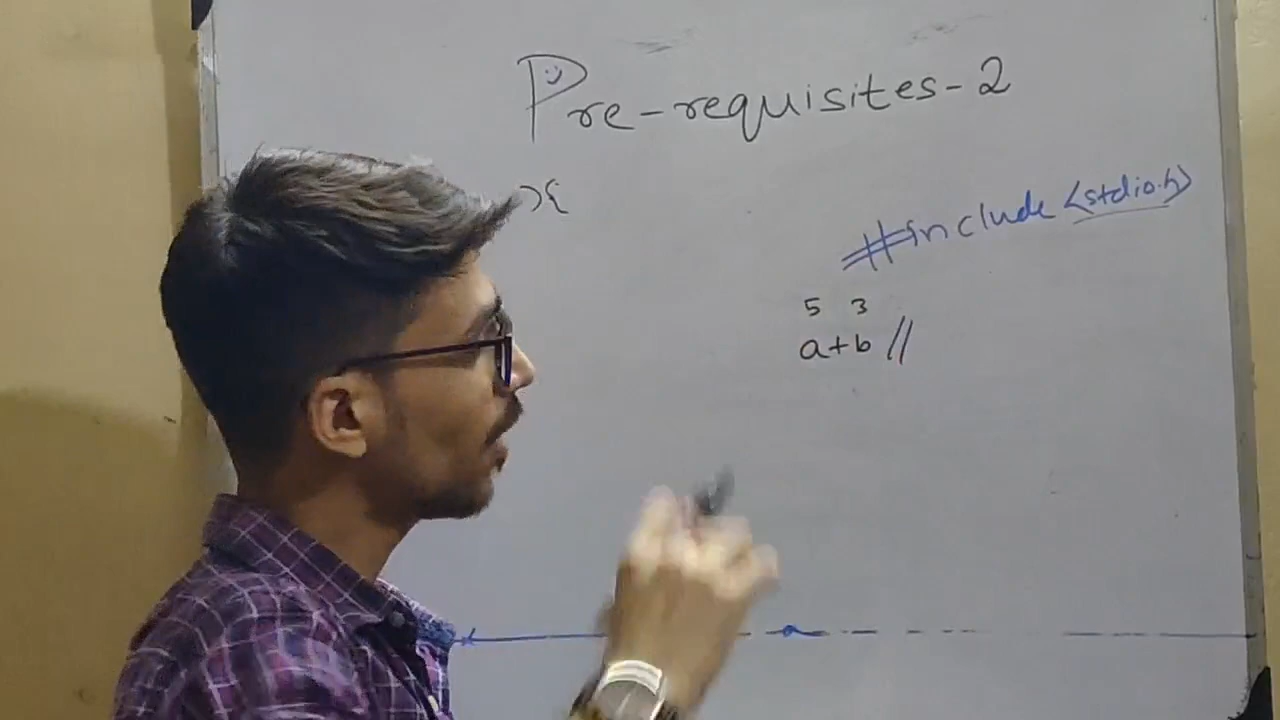 Pre-requisites-2
){
#include <stdio.h>
5 3
a+b //